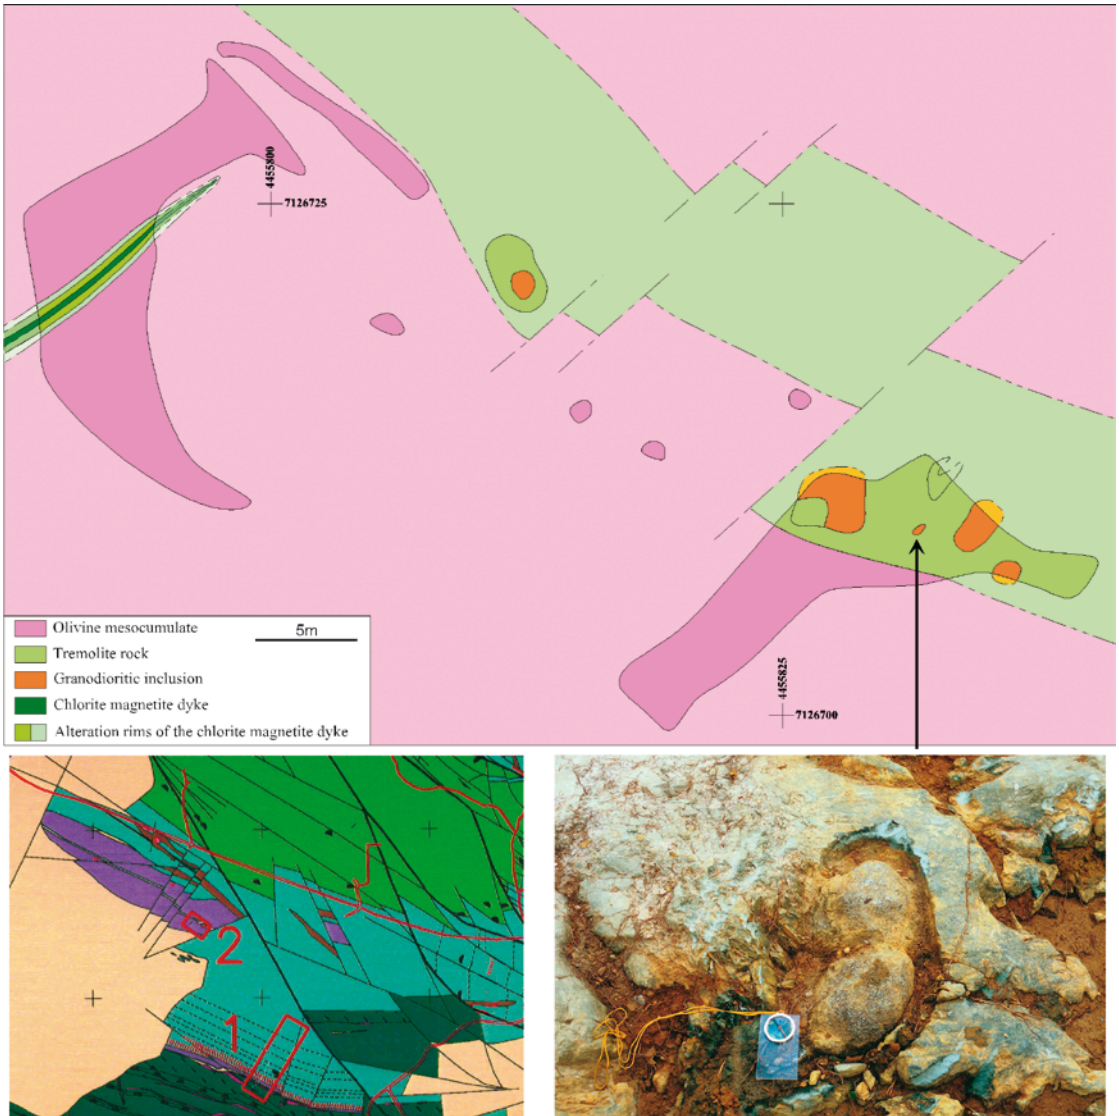 4455800
7126725
Olivine mesocumulate
Tremolite rock
Granodioritic inclusion
Chlorite magnetite dyke
Alteration rims of the chlorite magnetite dyke
5m
4455825
7126700
2
1